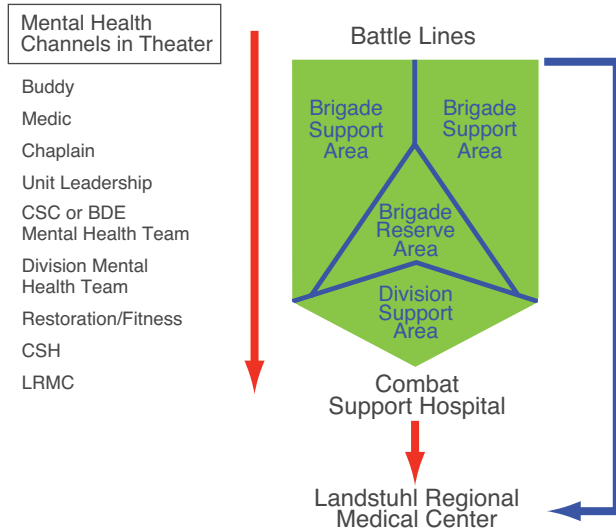 Mental Health
Channels in Theater
Buddy
Medic
Chaplain
Unit Leadership
CSC or BDE
Mental Health Team
Division Mental
Health Team
Restoration/Fitness
CSH
LRMC
Battle Lines
Brigade
Support
Area
Brigade
Support
Area
Brigade
Reserve
Area
Division
Support
Area
Combat
Support Hospital
Landstuhl Regional
Medical Center